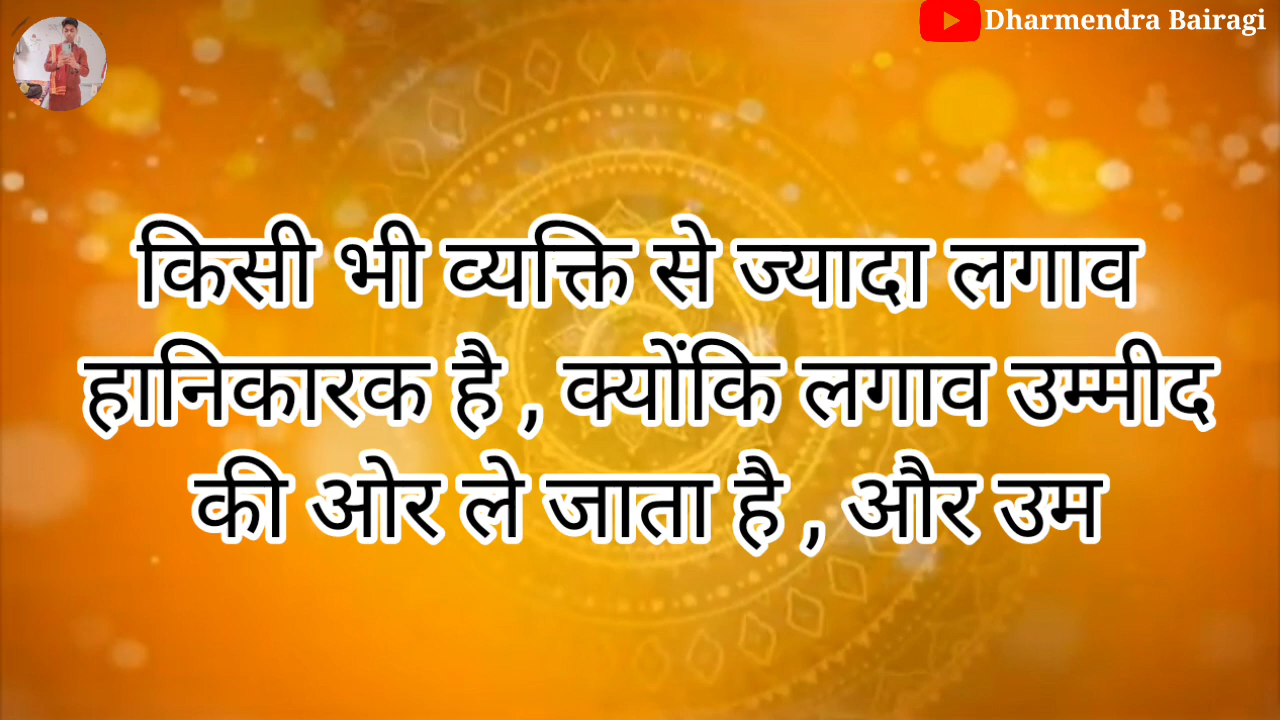 Dharmendra Bairagi
किसी भी व्यक्ति से ज्यादा लगाव
हानिकारक है , क्योंकि लगाव उम्मीद
की ओर ले जाता है , और उम